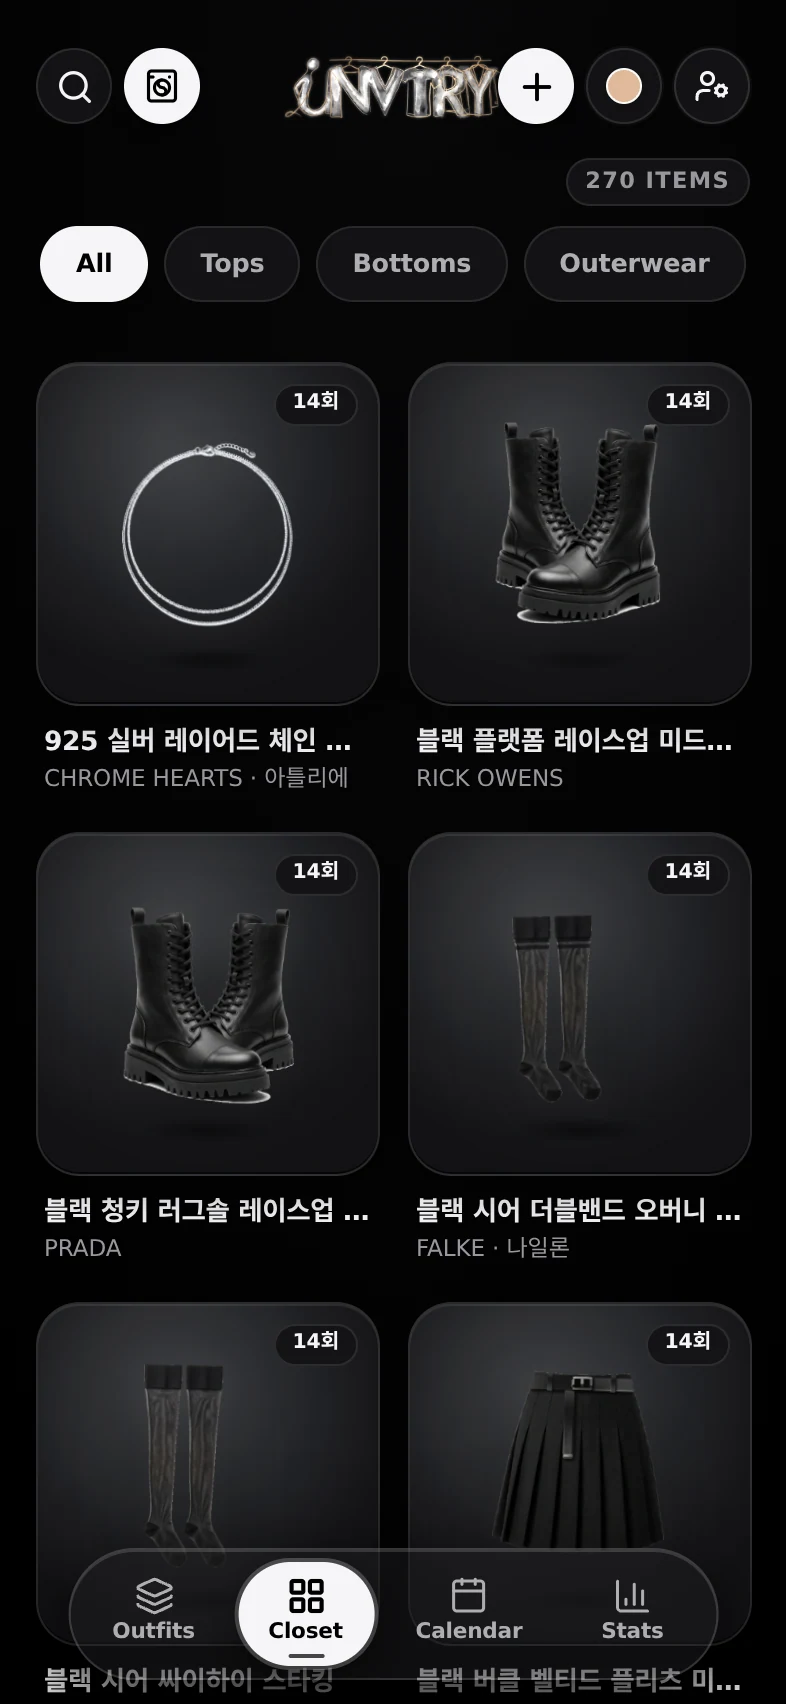 iNVTRY
270 ITEMS
All Tops Bottoms Outerwear
14회 14회
925 실버 레이어드 체인 ... 블랙 플랫폼 레이스업 미드...
CHROME HEARTS · 아틀리에 RICK OWENS
14회 14회
블랙 청키 러그솔 레이스업 ... 블랙 시어 더블밴드 오버니 ...
PRADA FALKE · 나일론
14회 14회
Outfits Closet Calendar Stats
블랙 시어 싸이하이 스타킹 블랙 버클 벨티드 플리츠 미...